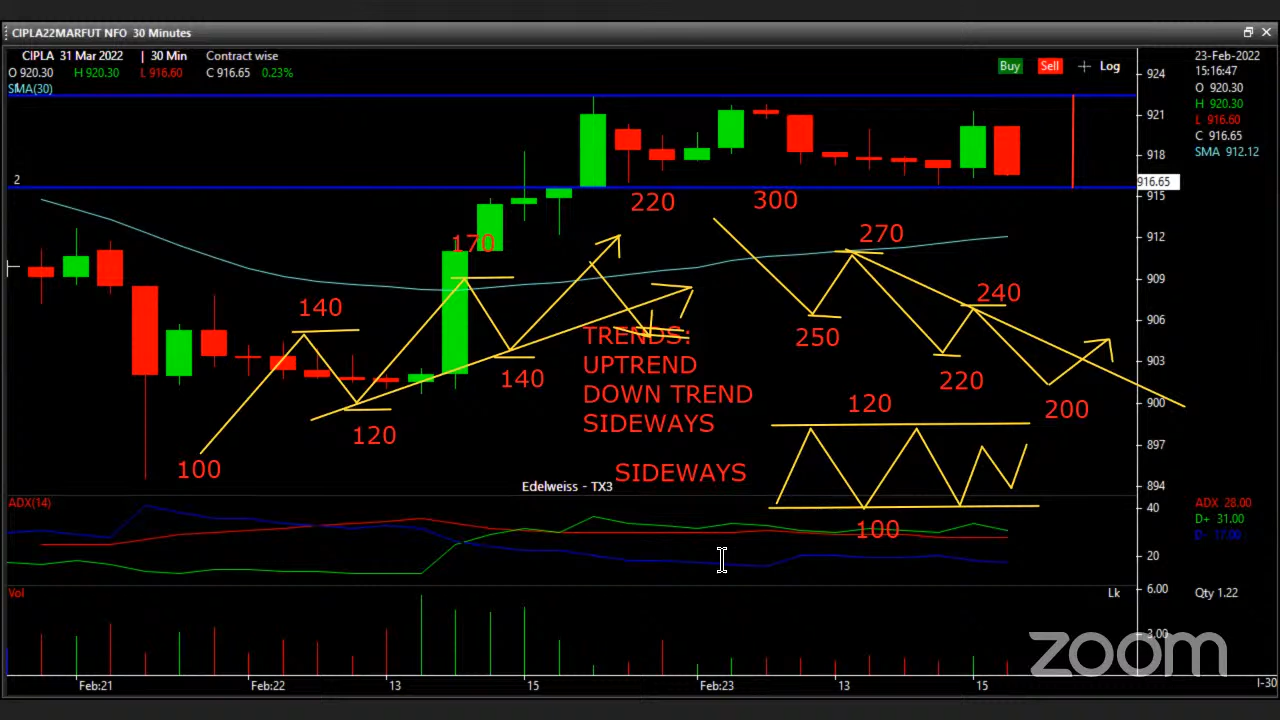 CIPLA22MARFUT NFO 30 Minutes
CIPLA 31 Mar 2022 | 30 Min Contract wise
O 920.30 H 920.30 L 916.60 C 916.65 0.23%
SMA(30)
Buy Sell Log
23-Feb-2022
15:16:47
O 920.30
H 920.30
L 916.60
C 916.65
SMA 912.12
924
921
918
916.65
915
912
909
906
903
900
897
894
2
220
300
170
270
140
240
TRENDS:
UPTREND
DOWN TREND
SIDEWAYS
250
140
220
120
120
200
100
SIDEWAYS
100
Edelweiss - TX3
ADX(14)
40
20
ADX 28.00
D+ 31.00
D- 17.00
Vol
Lk
6.00
3.00
Qty 1.22
zoom
Feb:21 Feb:22 13 15 Feb:23 13 15
I-30